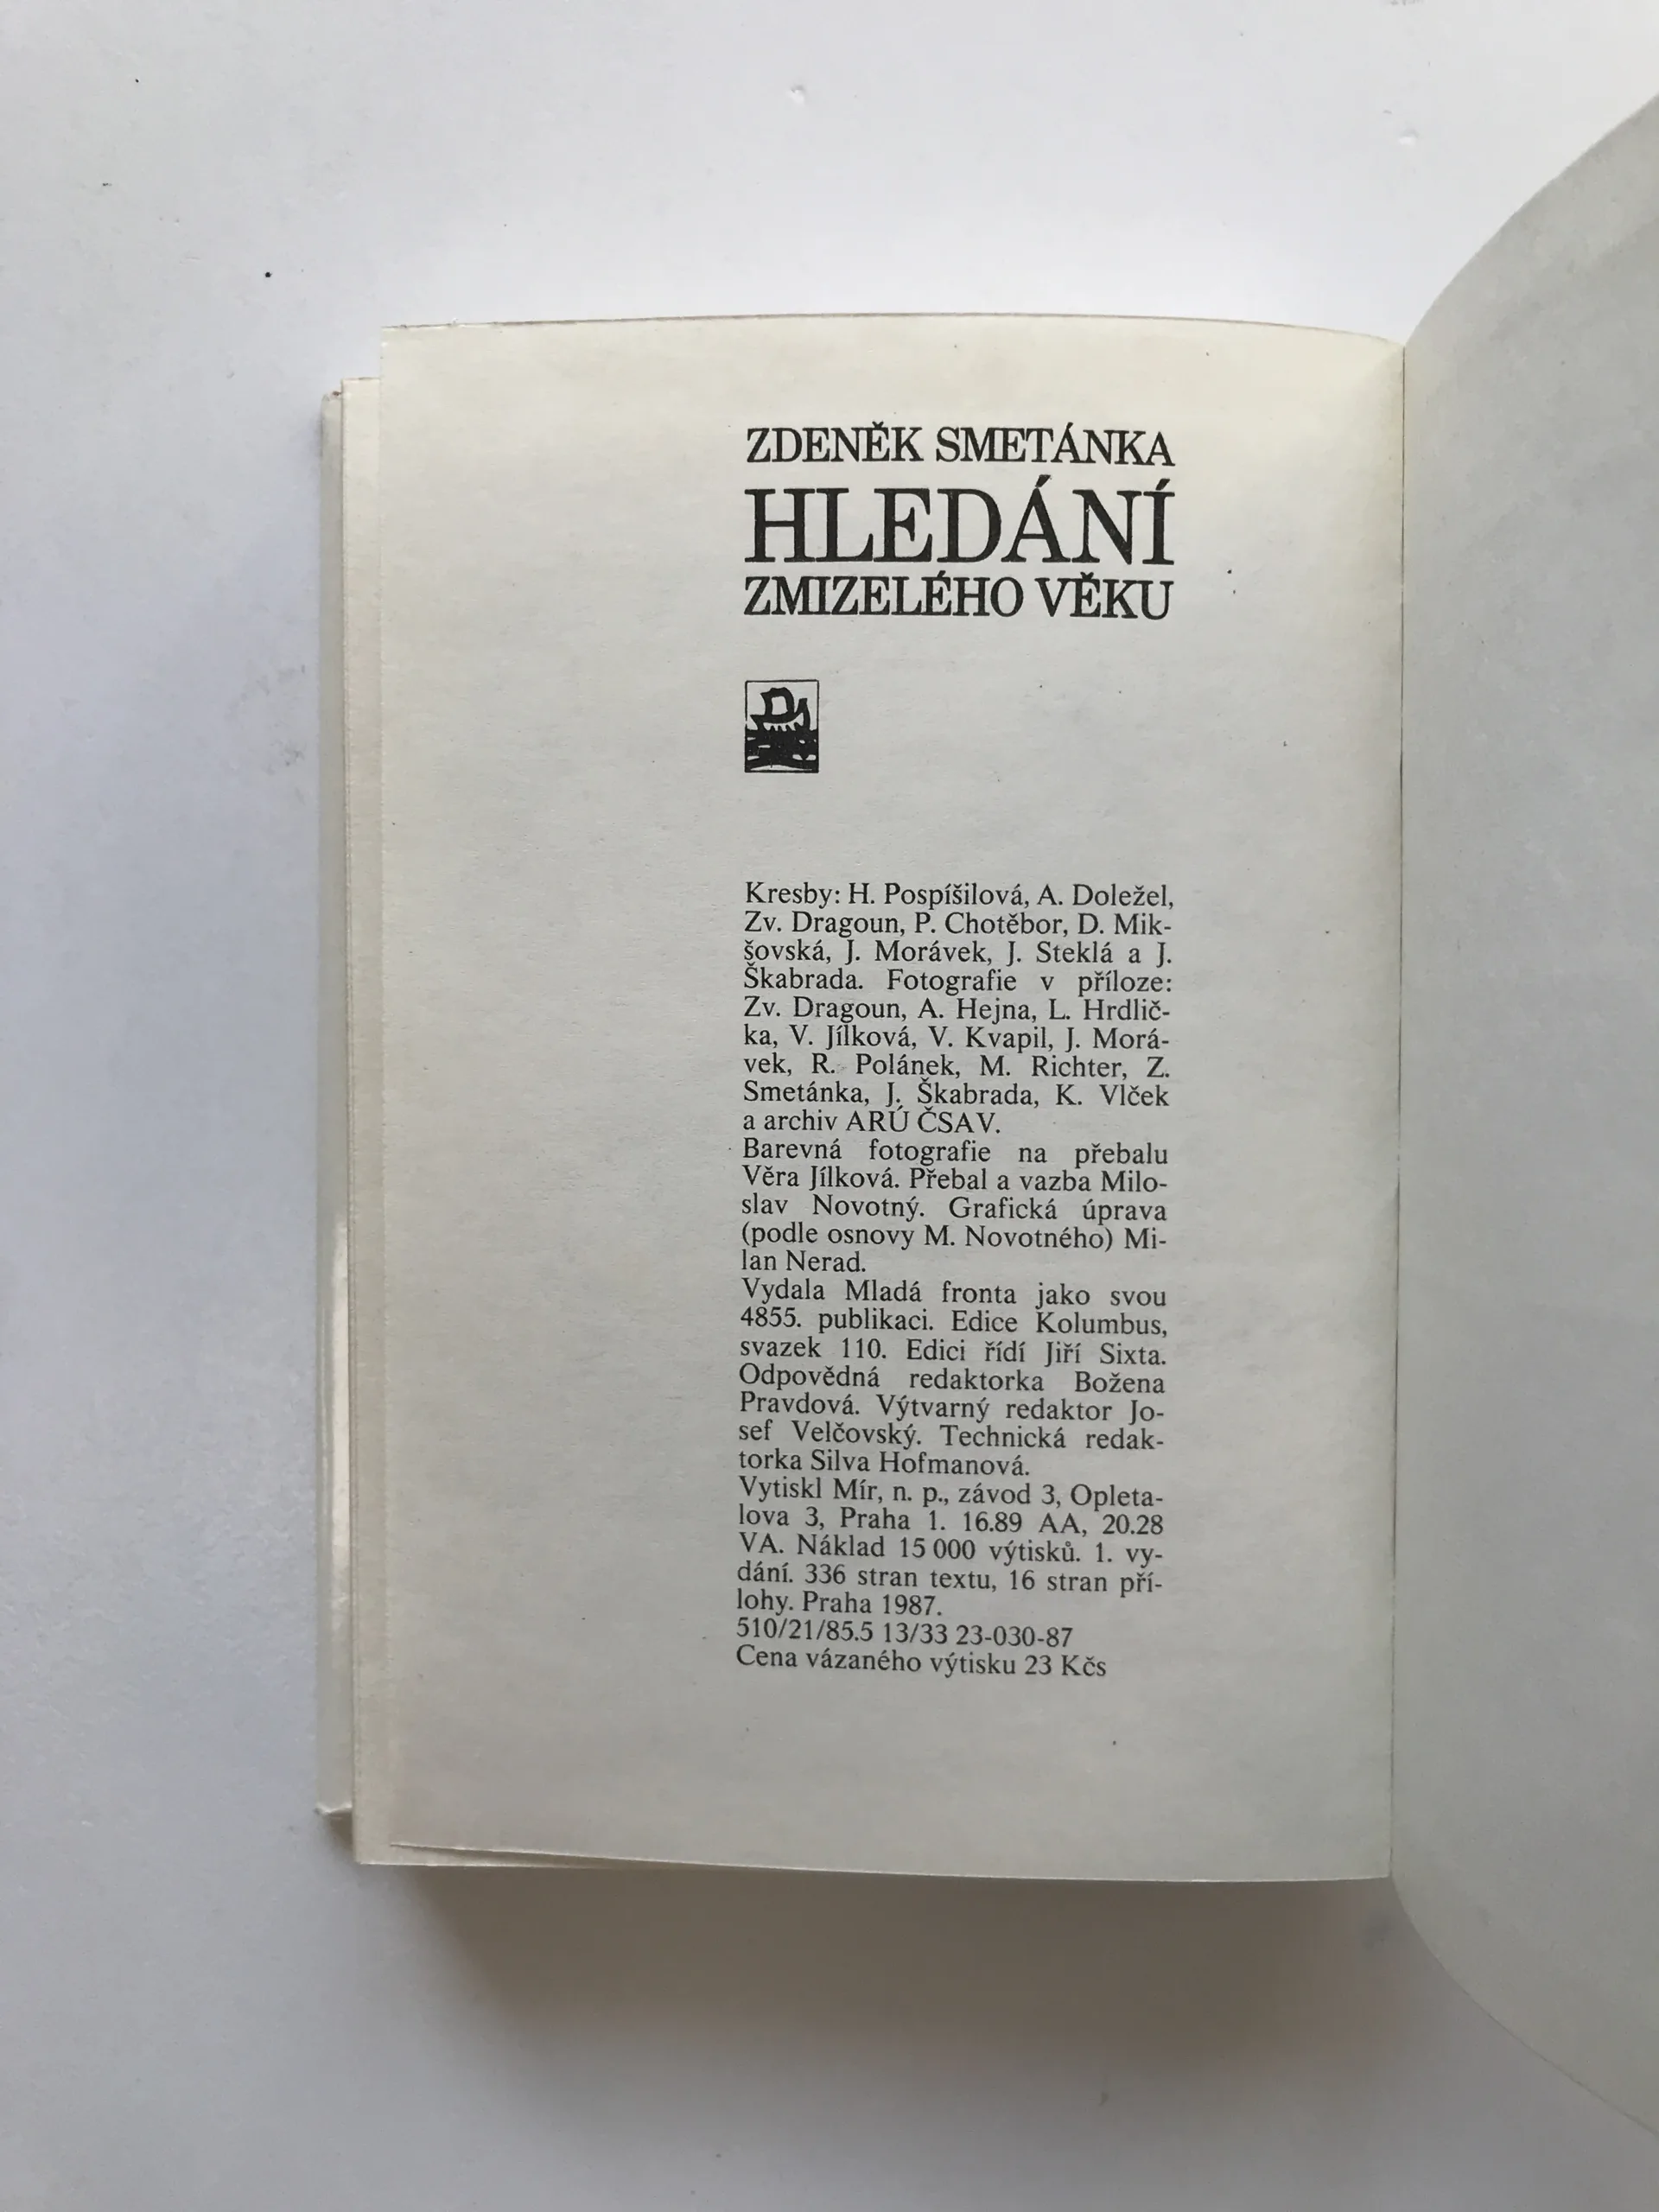 ZDENĚK SMETÁNKA
HLEDÁNÍ
ZMIZELÉHO VĚKU
Kresby: H. Pospíšilová, A. Doležel,
Zv. Dragoun, P. Chotěbor, D. Mik-
šovská, J. Morávek, J. Steklá a J.
Škabrada. Fotografie v příloze:
Zv. Dragoun, A. Hejna, L. Hrdlič-
ka, V. Jílková, V. Kvapil, J. Morá-
vek, R. Polánek, M. Richter, Z.
Smetánka, J. Škabrada, K. Vlček
a archiv ARÚ ČSAV.
Barevná fotografie na přebalu
Věra Jílková. Přebal a vazba Milo-
slav Novotný. Grafická úprava
(podle osnovy M. Novotného) Mi-
lan Nerad.
Vydala Mladá fronta jako svou
4855. publikaci. Edice Kolumbus,
svazek 110. Edici řídí Jiří Sixta.
Odpovědná redaktorka Božena
Pravdová. Výtvarný redaktor Jo-
sef Velčovský. Technická redak-
torka Silva Hofmanová.
Vytiskl Mír, n. p., závod 3, Opleta-
lova 3, Praha 1. 16.89 AA, 20.28
VA. Náklad 15 000 výtisků. 1. vy-
dání. 336 stran textu, 16 stran pří-
lohy. Praha 1987.
510/21/85.5 13/33 23-030-87
Cena vázaného výtisku 23 Kčs